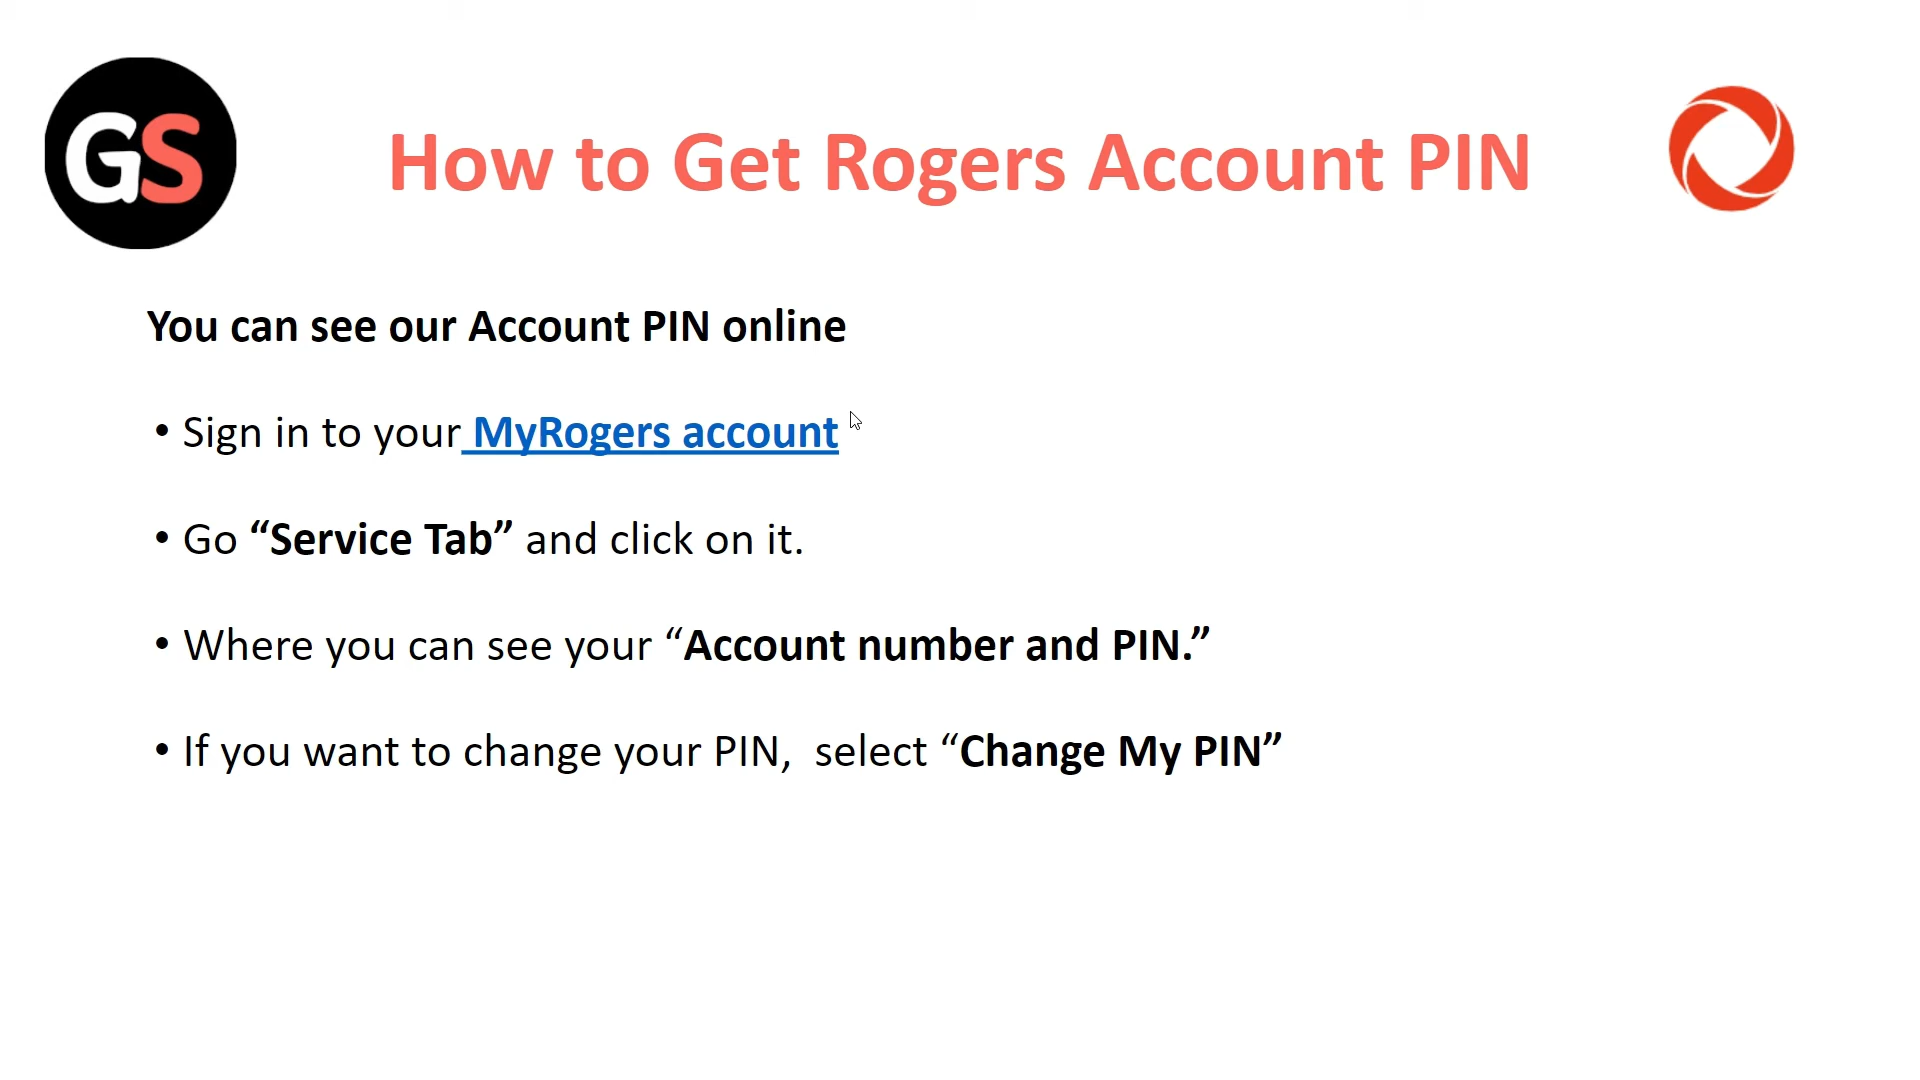 GS
How to Get Rogers Account PIN
You can see our Account PIN online
• Sign in to your MyRogers account
• Go “Service Tab” and click on it.
• Where you can see your “Account number and PIN.”
• If you want to change your PIN,  select “Change My PIN”